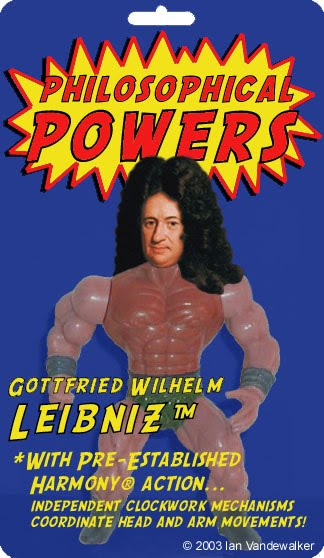 PHILOSOPHICAL
POWERS
GOTTFRIED WILHELM
LEIBNIZ™
*WITH PRE-ESTABLISHED
HARMONY® ACTION...
INDEPENDENT CLOCKWORK MECHANISMS
COORDINATE HEAD AND ARM MOVEMENTS!
© 2003 Ian Vandewalker